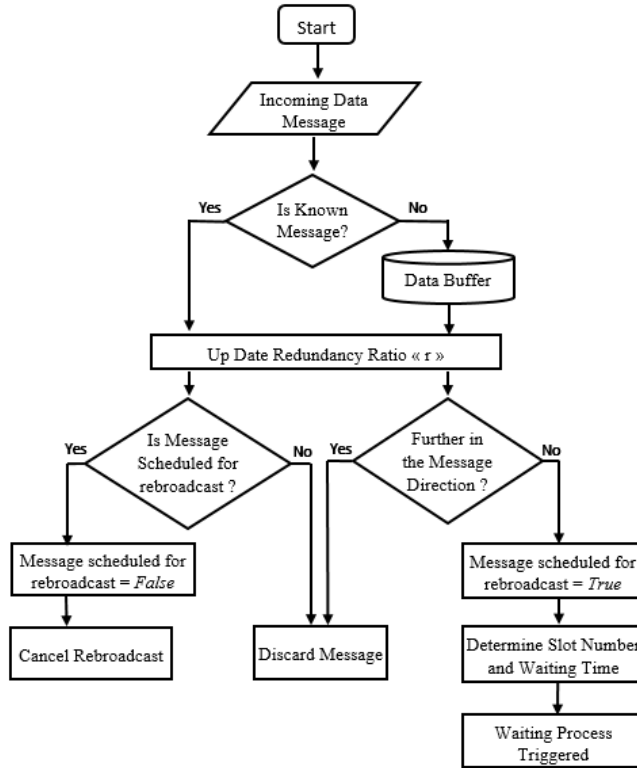 Start
Incoming Data
Message
Is Known
Message?
Yes
No
Data Buffer
Up Date Redundancy Ratio « r »
Is Message
Scheduled for
rebroadcast ?
Yes
No
Further in
the Message
Direction ?
Yes
No
Message scheduled for
rebroadcast = False
Message scheduled for
rebroadcast = True
Cancel Rebroadcast
Discard Message
Determine Slot Number
and Waiting Time
Waiting Process
Triggered